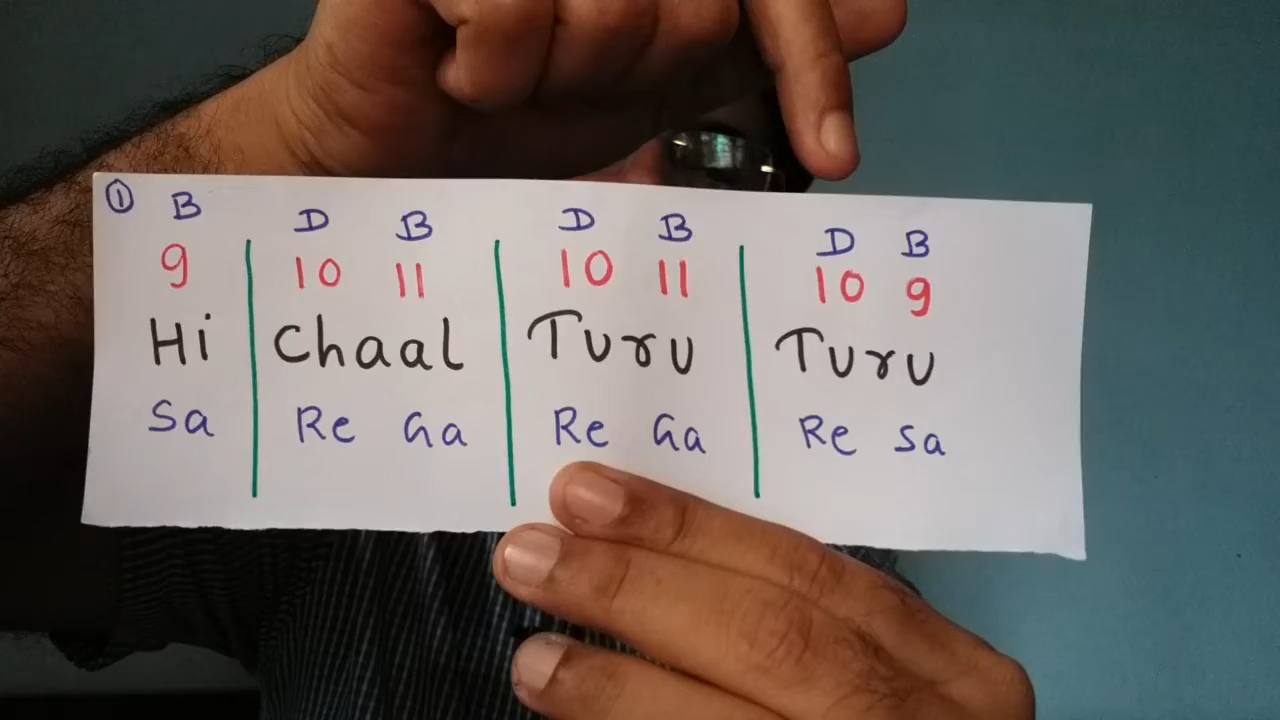 ① B D B D B D B
9 10 11 10 11 10 9
Hi Chaal Turu Turu
Sa Re Ga Re Ga Re Sa